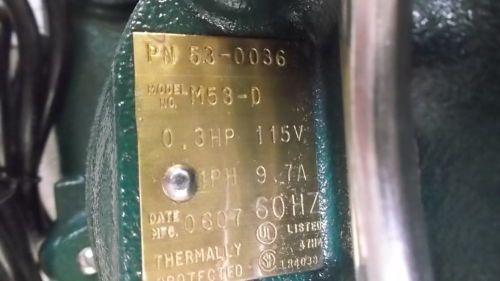 PN 53-0036
MODEL NO. M53-D
0.3HP 115V
1PH 9.7A
DATE MFG. 0607 60HZ
UL LISTED
THERMALLY PROTECTED